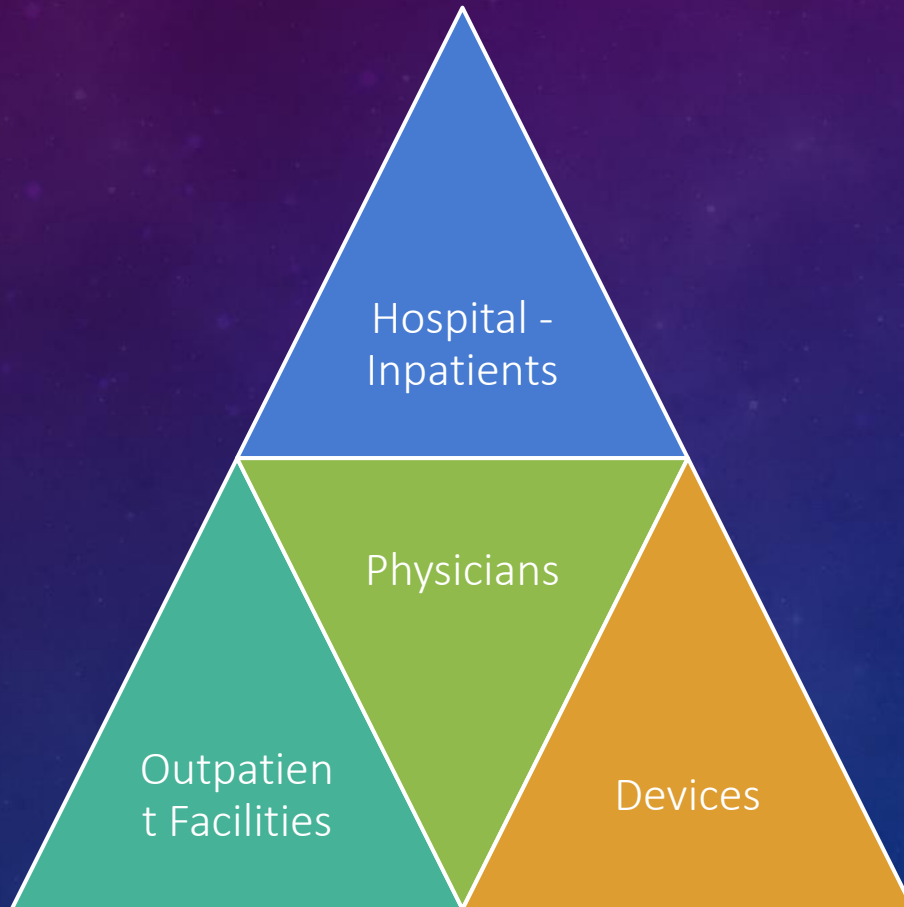 Hospital -
Inpatients
Physicians
Outpatien
t Facilities
Devices